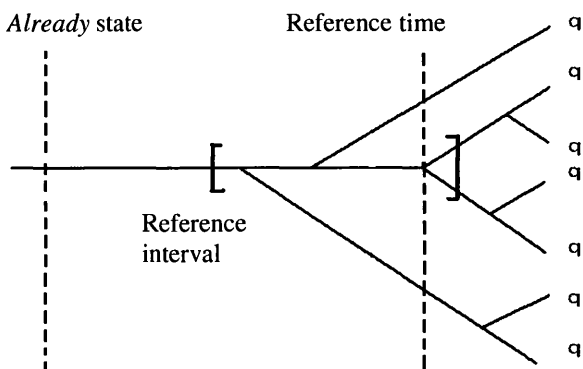 Already state
Reference time
q
q
q
q
Reference
interval
q
q
q